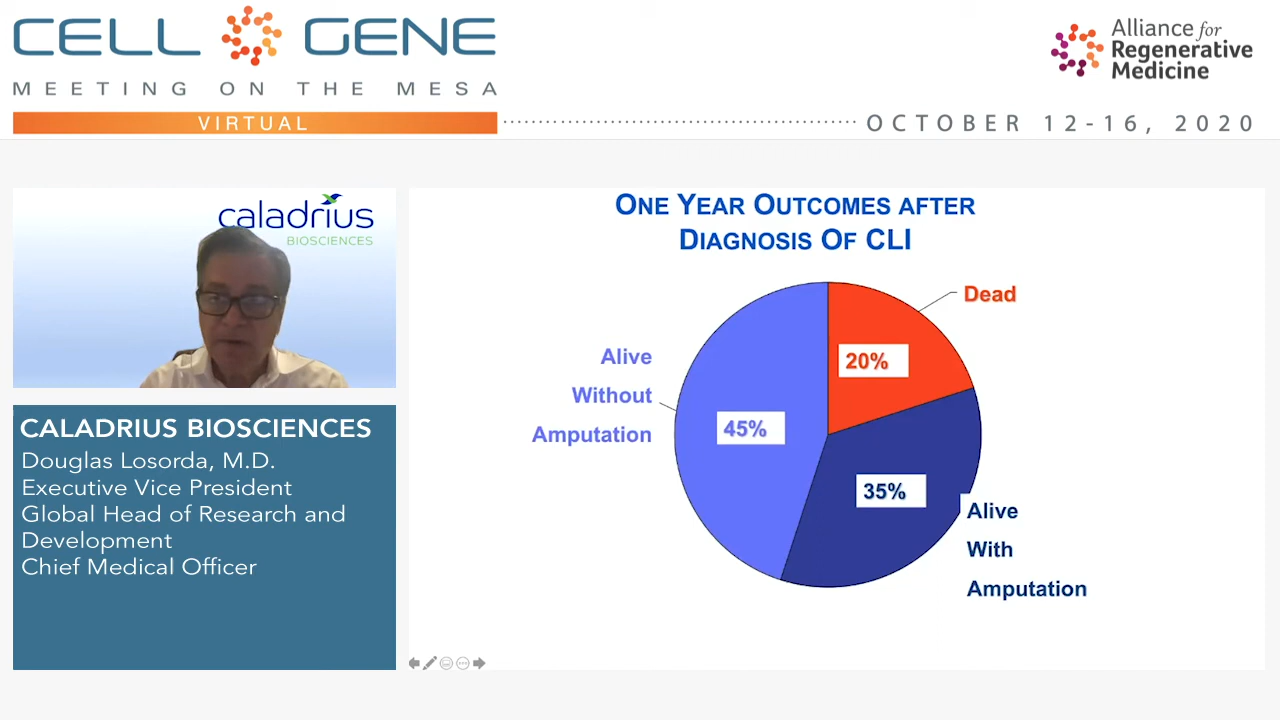 CELL GENE
MEETING ON THE MESA
VIRTUAL
Alliance for
Regenerative
Medicine
OCTOBER 12-16, 2020
caladrius
BIOSCIENCES
CALADRIUS BIOSCIENCES
Douglas Losorda, M.D.
Executive Vice President
Global Head of Research and
Development
Chief Medical Officer
ONE YEAR OUTCOMES AFTER
DIAGNOSIS OF CLI
Dead
20%
Alive
Without
Amputation
45%
35%
Alive
With
Amputation